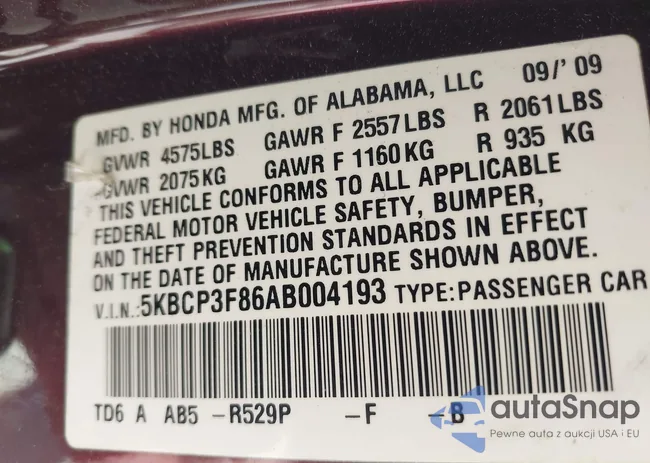 MFD. BY HONDA MFG. OF ALABAMA, LLC 09/'09
GVWR 4575LBS GAWR F 2557LBS R 2061LBS
GVWR 2075KG GAWR F 1160KG R 935 KG
THIS VEHICLE CONFORMS TO ALL APPLICABLE
FEDERAL MOTOR VEHICLE SAFETY, BUMPER,
AND THEFT PREVENTION STANDARDS IN EFFECT
ON THE DATE OF MANUFACTURE SHOWN ABOVE.
V.I.N.:5KBCP3F86AB004193 TYPE:PASSENGER CAR
TD6 A AB5 -R529P -F -B
autaSnap
Pewne auta z aukcji USA i EU